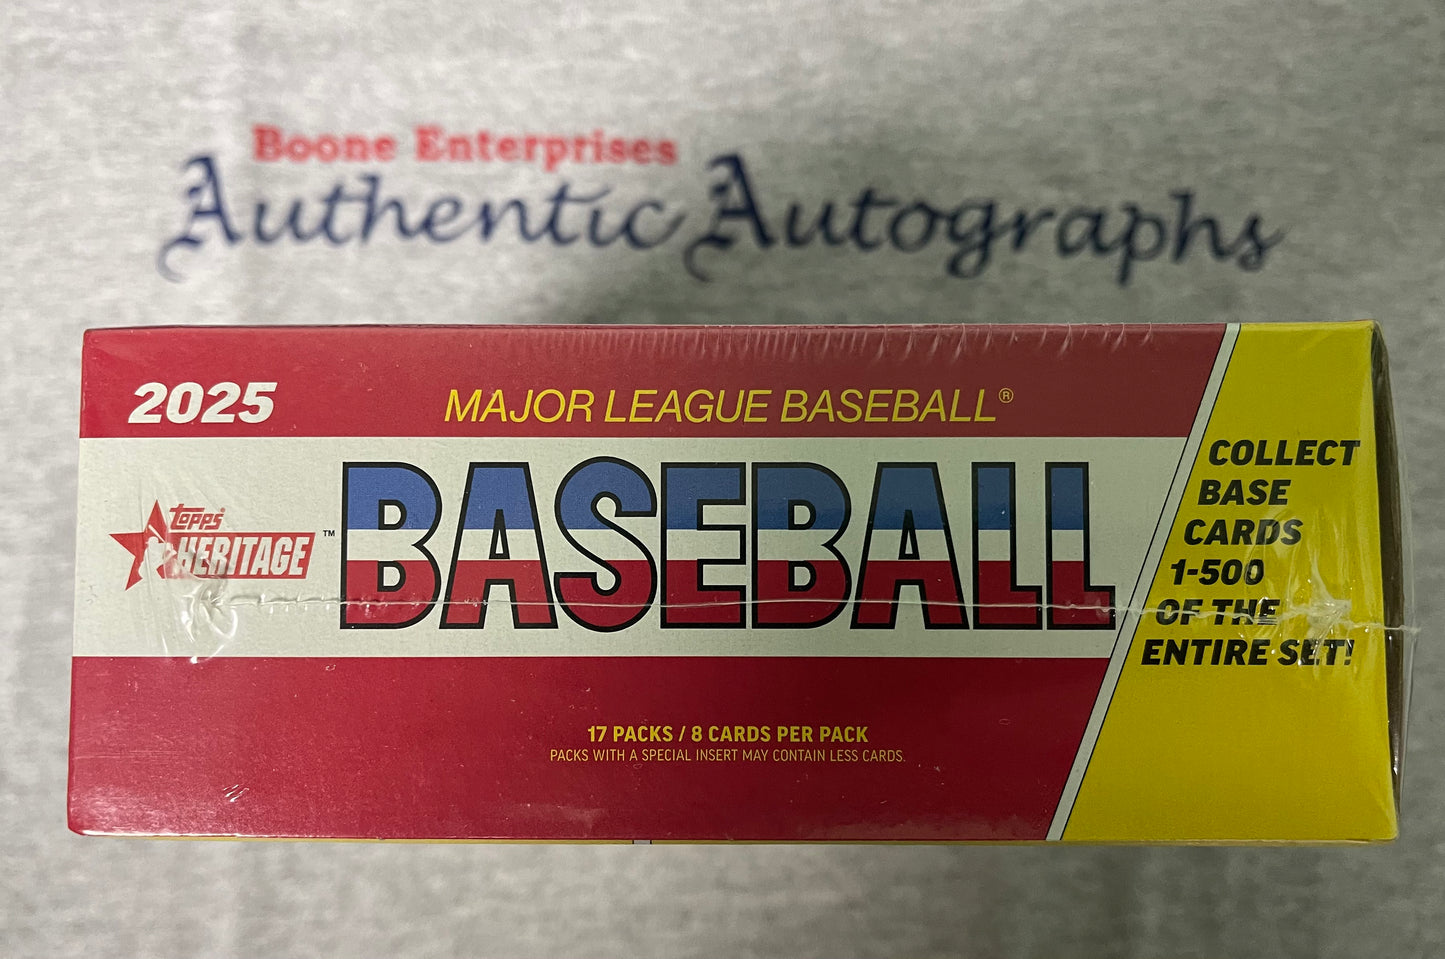 Boone Enterprises
Authentic Autographs
2025
MAJOR LEAGUE BASEBALL®
topps®
HERITAGE™
BASEBALL
COLLECT
BASE
CARDS
1-500
OF THE
ENTIRE SET!
17 PACKS / 8 CARDS PER PACK
PACKS WITH A SPECIAL INSERT MAY CONTAIN LESS CARDS.